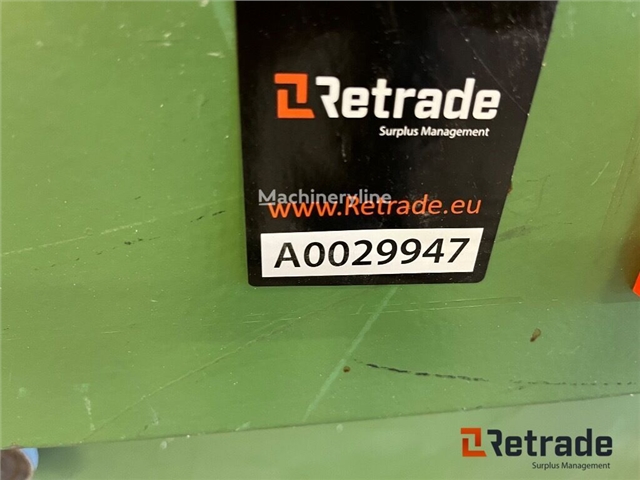 Retrade
Surplus Management
Machineryline
www.Retrade.eu
A0029947
Retrade
Surplus Management